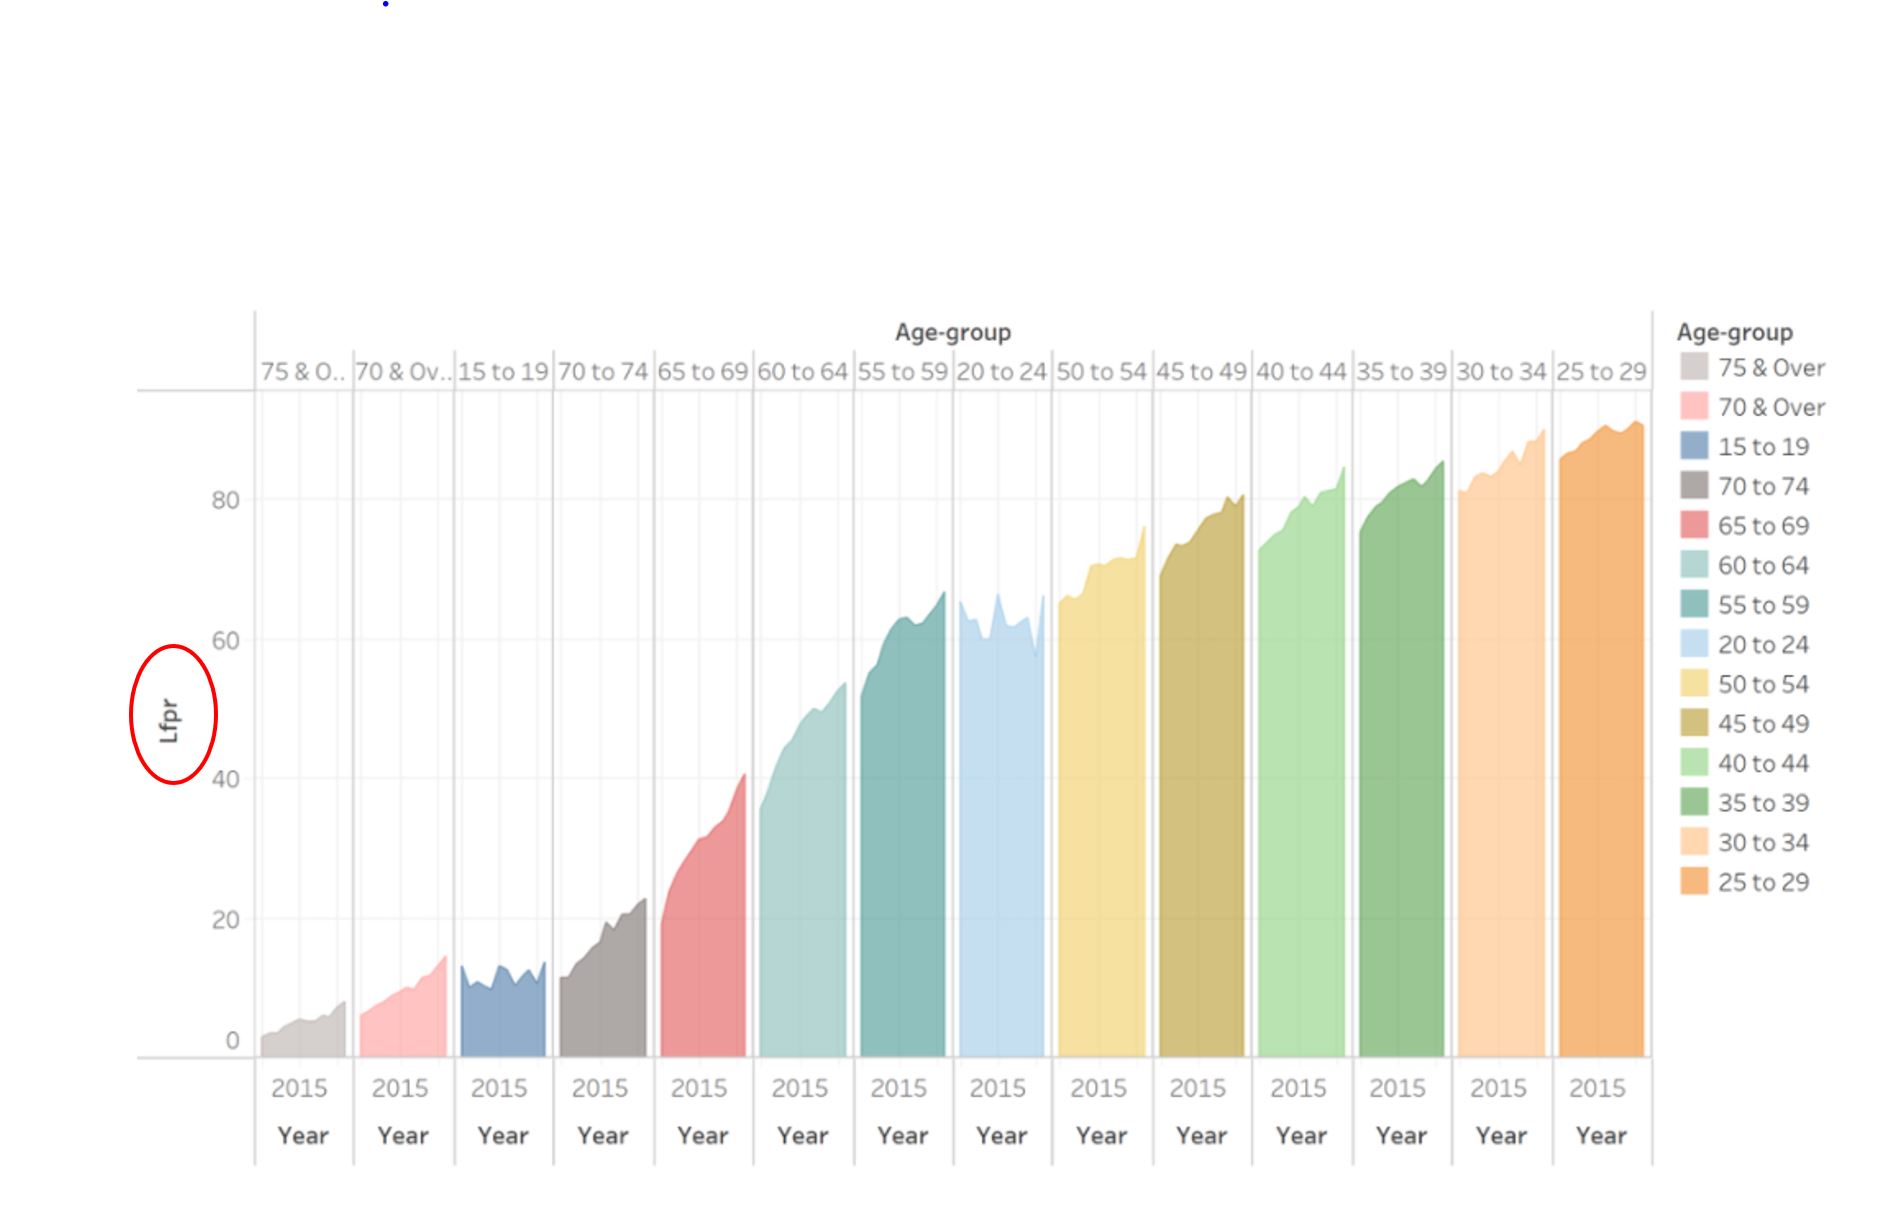 Age-group
75 & O.. 70 & Ov.. 15 to 19 70 to 74 65 to 69 60 to 64 55 to 59 20 to 24 50 to 54 45 to 49 40 to 44 35 to 39 30 to 34 25 to 29
80
60
40
20
0
Lfpr
2015 2015 2015 2015 2015 2015 2015 2015 2015 2015 2015 2015 2015 2015
Year Year Year Year Year Year Year Year Year Year Year Year Year Year
Age-group
75 & Over
70 & Over
15 to 19
70 to 74
65 to 69
60 to 64
55 to 59
20 to 24
50 to 54
45 to 49
40 to 44
35 to 39
30 to 34
25 to 29